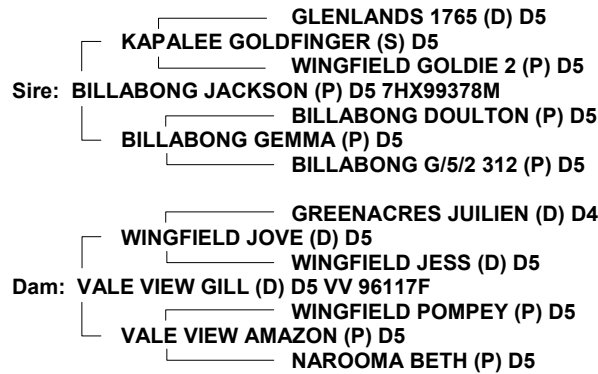 GLENLANDS 1765 (D) D5
KAPALEE GOLDFINGER (S) D5
WINGFIELD GOLDIE 2 (P) D5
Sire: BILLABONG JACKSON (P) D5 7HX99378M
BILLABONG DOULTON (P) D5
BILLABONG GEMMA (P) D5
BILLABONG G/5/2 312 (P) D5
GREENACRES JUILIEN (D) D4
WINGFIELD JOVE (D) D5
WINGFIELD JESS (D) D5
Dam: VALE VIEW GILL (D) D5 VV 96117F
WINGFIELD POMPEY (P) D5
VALE VIEW AMAZON (P) D5
NAROOMA BETH (P) D5